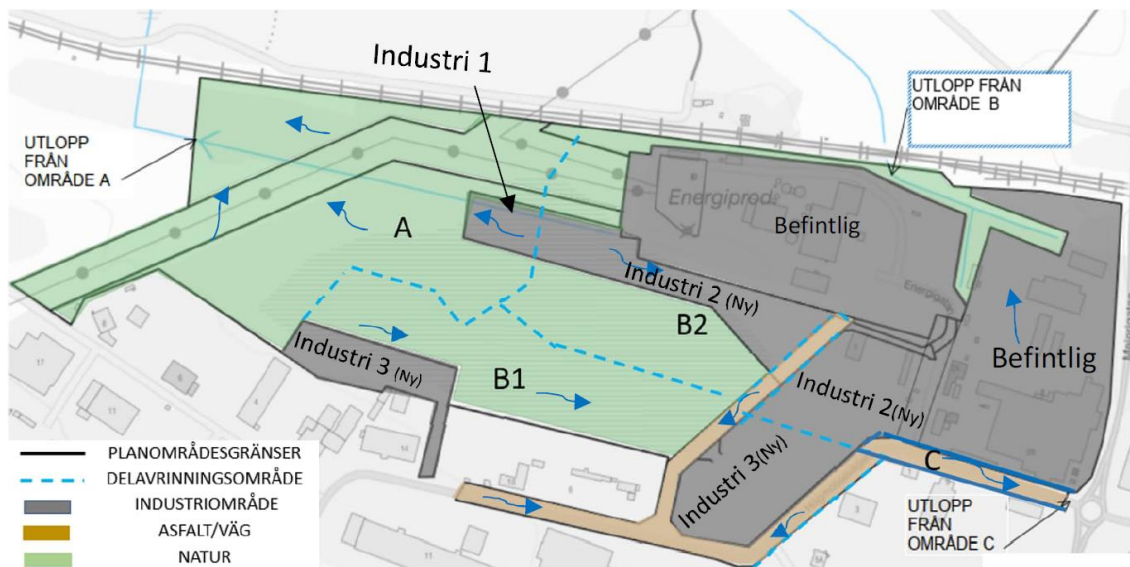 Industri 1
UTLOPP FRÅN
OMRÅDE B
UTLOPP
FRÅN
OMRÅDE A
Energiprod
Befintlig
A
Industri 2 (Ny)
B2
Befintlig
Industri 3 (Ny)
B1
Industri 2(Ny)
Industri 3(Ny)
C
UTLOPP
FRÅN
OMRÅDE C
PLANOMRÅDESGRÄNSER
DELAVRINNINGSOMRÅDE
INDUSTRIOMRÅDE
ASFALT/VÄG
NATUR